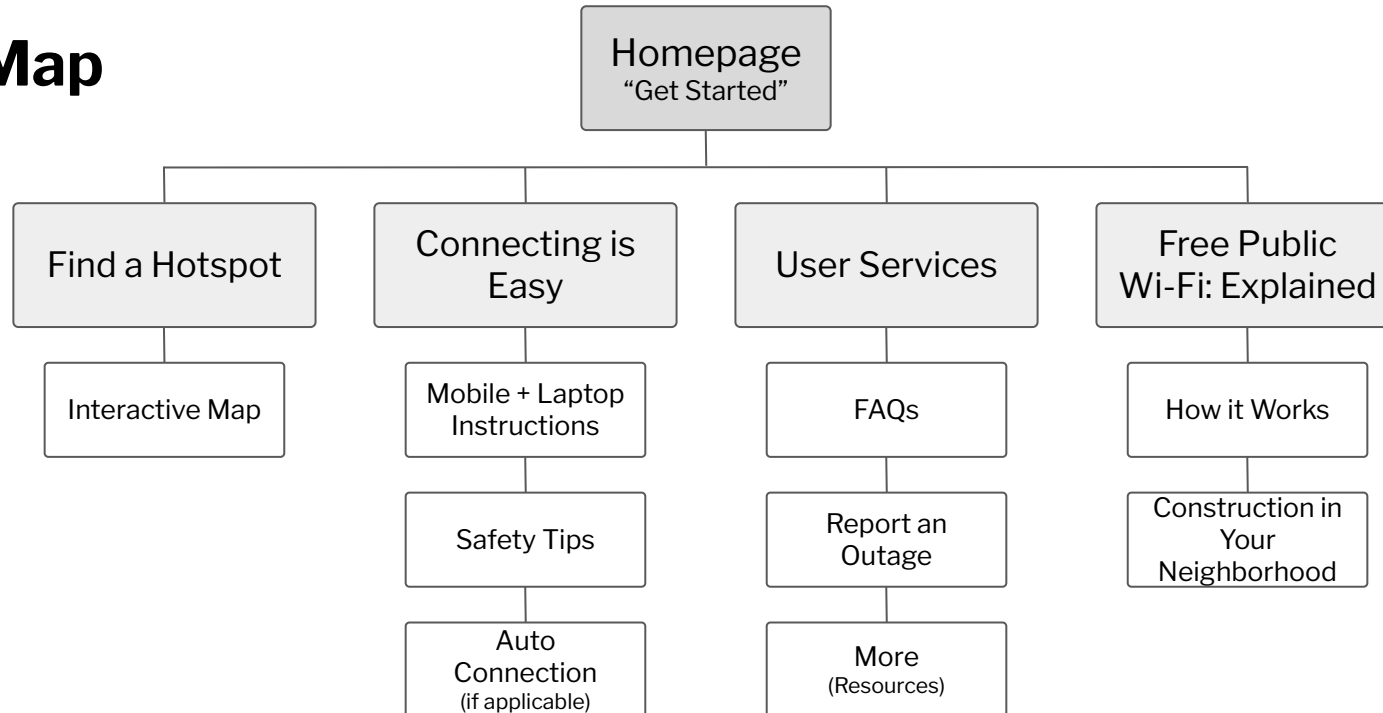 Map
Homepage
“Get Started”
Find a Hotspot
Connecting is
Easy
User Services
Free Public
Wi-Fi: Explained
Interactive Map
Mobile + Laptop
Instructions
FAQs
How it Works
Safety Tips
Report an
Outage
Construction in
Your
Neighborhood
Auto
Connection
(if applicable)
More
(Resources)